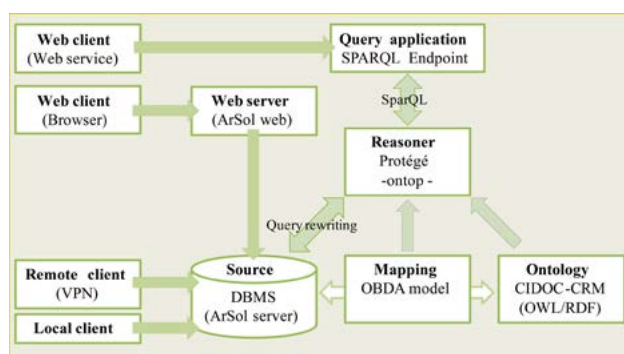 Web client
(Web service)
Query application
SPARQL Endpoint
SparQL
Web client
(Browser)
Web server
(ArSol web)
Reasoner
Protégé
-ontop -
Query rewriting
Remote client
(VPN)
Local client
Source
DBMS
(ArSol server)
Mapping
OBDA model
Ontology
CIDOC-CRM
(OWL/RDF)